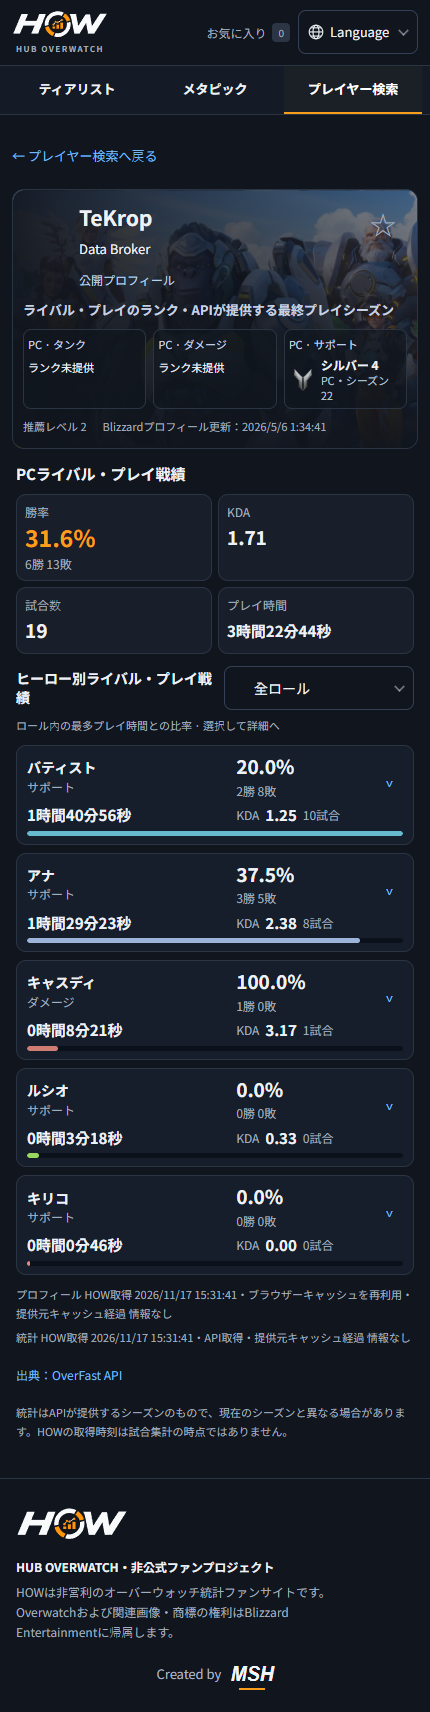 HOW
HUB OVERWATCH
お気に入り 0
Language
ティアリスト
メタピック
プレイヤー検索
← プレイヤー検索へ戻る
TeKrop
Data Broker
公開プロフィール
ライバル・プレイのランク・APIが提供する最終プレイシーズン
PC · タンク
ランク未提供
PC · ダメージ
ランク未提供
PC · サポート
シルバー 4
PC・シーズン
22
推薦レベル 2 Blizzardプロフィール更新：2026/5/6 1:34:41
PCライバル・プレイ戦績
勝率
31.6%
6勝 13敗
KDA
1.71
試合数
19
プレイ時間
3時間22分44秒
ヒーロー別ライバル・プレイ戦
績
全ロール
ロール内の最多プレイ時間との比率 · 選択して詳細へ
バティスト
サポート
1時間40分56秒
20.0%
2勝 8敗
KDA 1.25 10試合
アナ
サポート
1時間29分23秒
37.5%
3勝 5敗
KDA 2.38 8試合
キャスディ
ダメージ
0時間8分21秒
100.0%
1勝 0敗
KDA 3.17 1試合
ルシオ
サポート
0時間3分18秒
0.0%
0勝 0敗
KDA 0.33 0試合
キリコ
サポート
0時間0分46秒
0.0%
0勝 0敗
KDA 0.00 0試合
プロフィール HOW取得 2026/11/17 15:31:41・ブラウザーキャッシュを再利用・
提供元キャッシュ経過 情報なし
統計 HOW取得 2026/11/17 15:31:41・API取得・提供元キャッシュ経過 情報なし
出典：OverFast API
統計はAPIが提供するシーズンのもので、現在のシーズンと異なる場合がありま
す。HOWの取得時刻は試合集計の時点ではありません。
HOW
HUB OVERWATCH・非公式ファンプロジェクト
HOWは非営利のオーバーウォッチ統計ファンサイトです。
Overwatchおよび関連画像・商標の権利はBlizzard
Entertainmentに帰属します。
Created by MSH